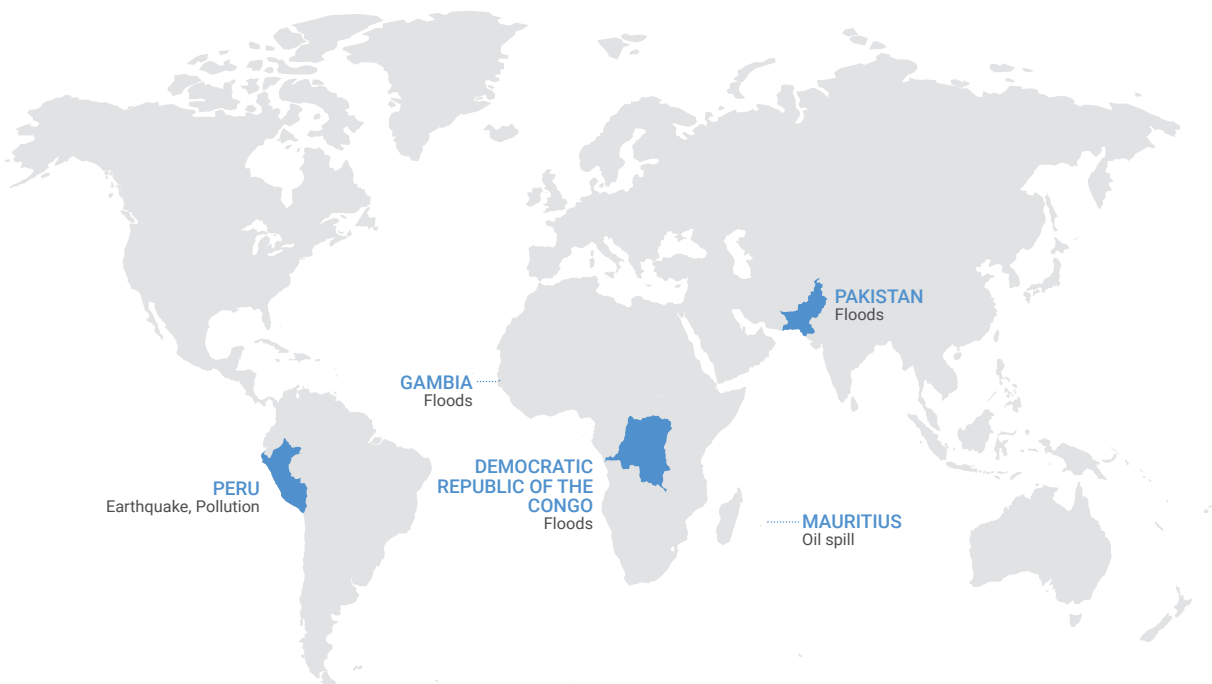 PAKISTAN
Floods
GAMBIA
Floods
DEMOCRATIC
REPUBLIC OF THE
CONGO
Floods
PERU
Earthquake, Pollution
MAURITIUS
Oil spill